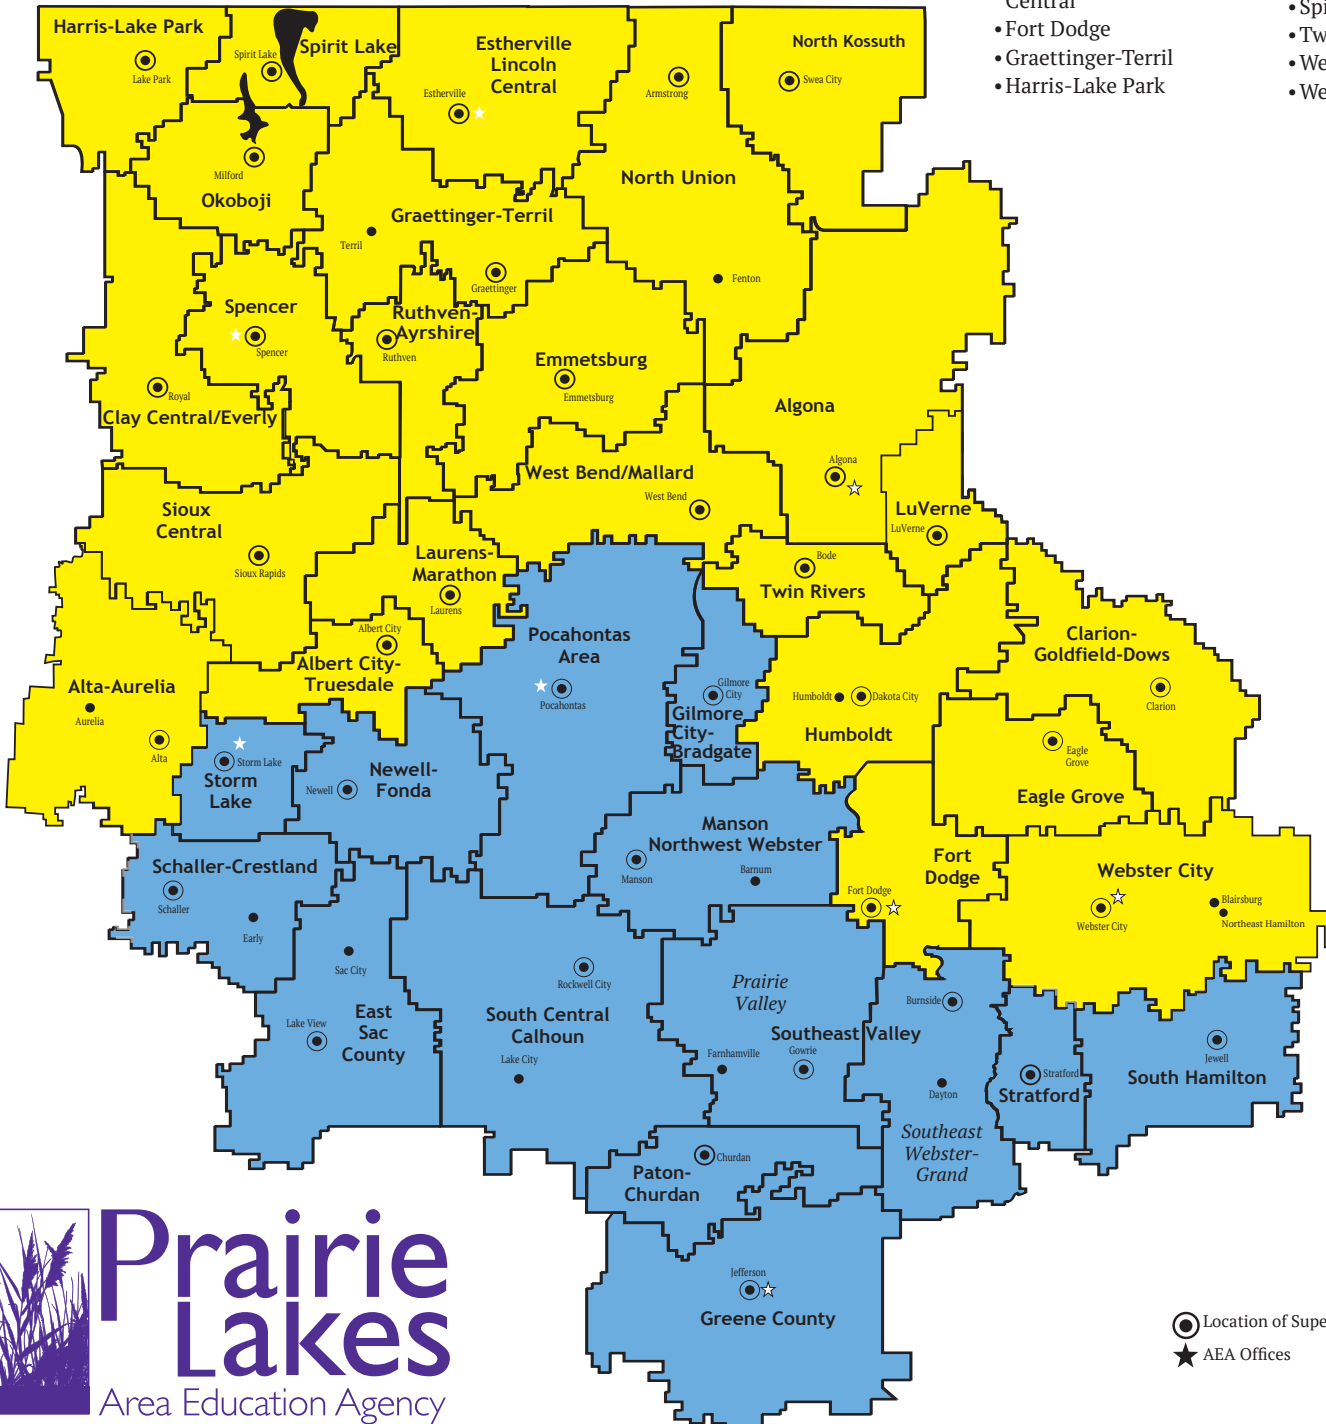 Central
• Fort Dodge
• Graettinger-Terril
• Harris-Lake Park
• Spi
• Tw
• We
• We
Harris-Lake Park
Lake Park
Spirit Lake
Spirit Lake
Estherville
Lincoln
Central
Estherville
Armstrong
North Kossuth
Swea City
Milford
Okoboji
North Union
Graettinger-Terril
Terril
Graettinger
Fenton
Spencer
Spencer
Ruthven-
Ayrshire
Ruthven
Emmetsburg
Emmetsburg
Royal
Clay Central/Everly
Algona
Algona
West Bend/Mallard
West Bend
Sioux
Central
Sioux Rapids
LuVerne
LuVerne
Laurens-
Marathon
Laurens
Bode
Twin Rivers
Albert City
Albert City-
Truesdale
Pocahontas
Area
Pocahontas
Clarion-
Goldfield-Dows
Clarion
Alta-Aurelia
Aurelia
Alta
Gilmore
City
Gilmore
City-
Bradgate
Humboldt
Dakota City
Humboldt
Eagle
Grove
Eagle Grove
Storm Lake
Storm
Lake
Newell
Newell-
Fonda
Manson
Northwest Webster
Manson
Barnum
Schaller-Crestland
Schaller
Early
Fort
Dodge
Fort Dodge
Webster City
Webster City
Blairsburg
Northeast Hamilton
Sac City
Lake View
East
Sac
County
Rockwell City
South Central
Calhoun
Lake City
Prairie
Valley
Southeast Valley
Farnhamville
Gowrie
Burnside
Dayton
Southeast
Webster-
Grand
Stratford
Stratford
Jewell
South Hamilton
Churdan
Paton-
Churdan
Jefferson
Greene County
Prairie
Lakes
Area Education Agency
Location of Supe
AEA Offices